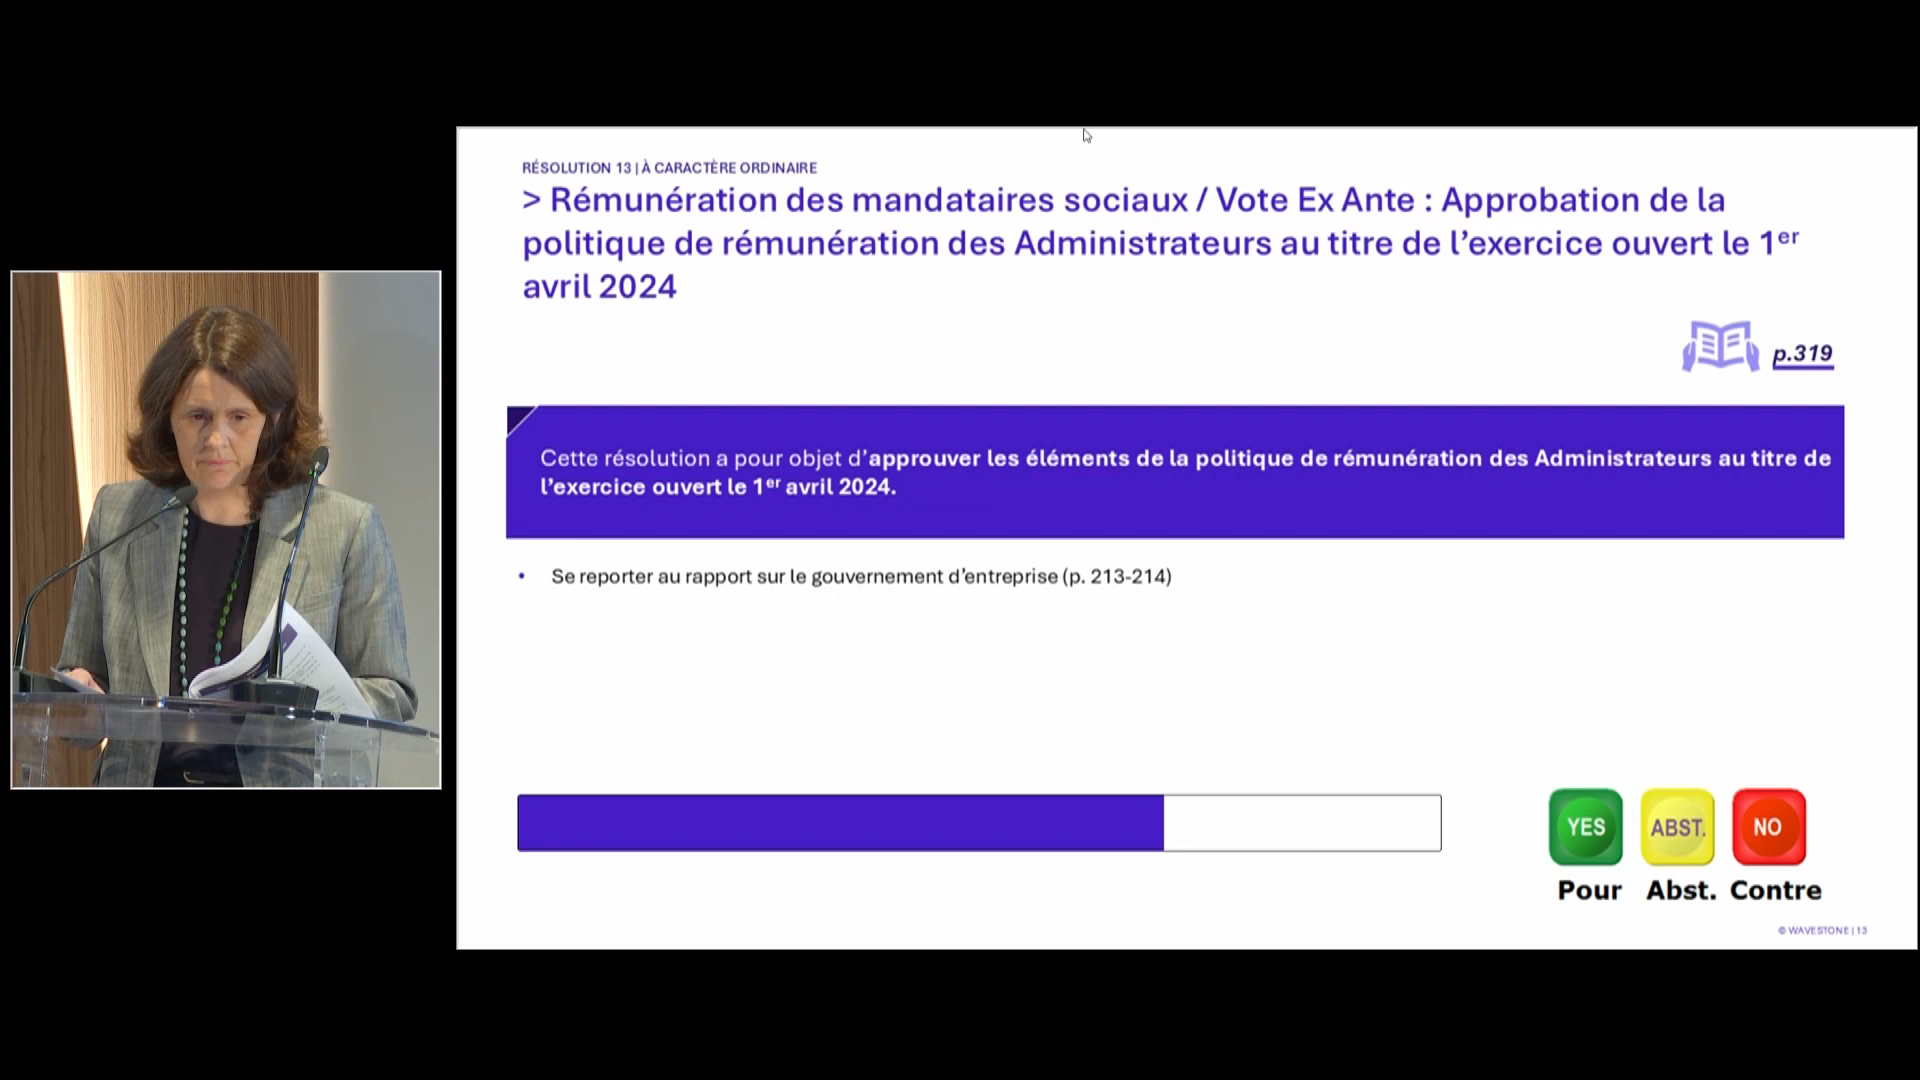 RÉSOLUTION 13 | À CARACTÈRE ORDINAIRE
> Rémunération des mandataires sociaux / Vote Ex Ante : Approbation de la
politique de rémunération des Administrateurs au titre de l’exercice ouvert le 1er
avril 2024
p.319
Cette résolution a pour objet d’approuver les éléments de la politique de rémunération des Administrateurs au titre de
l’exercice ouvert le 1er avril 2024.
• Se reporter au rapport sur le gouvernement d’entreprise (p. 213-214)
YES ABST. NO
Pour Abst. Contre
© WAVESTONE | 13